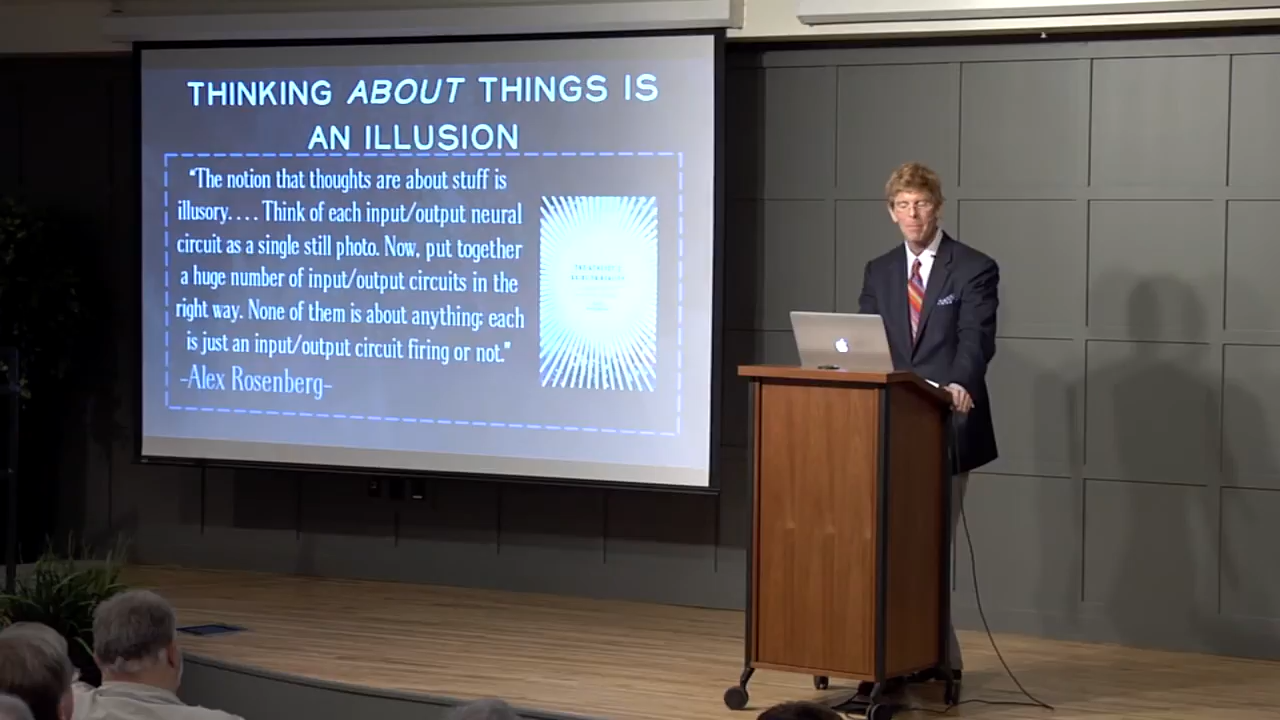 THINKING ABOUT THINGS IS
AN ILLUSION
“The notion that thoughts are about stuff is
illusory. . . . Think of each input/output neural
circuit as a single still photo. Now, put together
a huge number of input/output circuits in the
right way. None of them is about anything; each
is just an input/output circuit firing or not.”
-Alex Rosenberg-